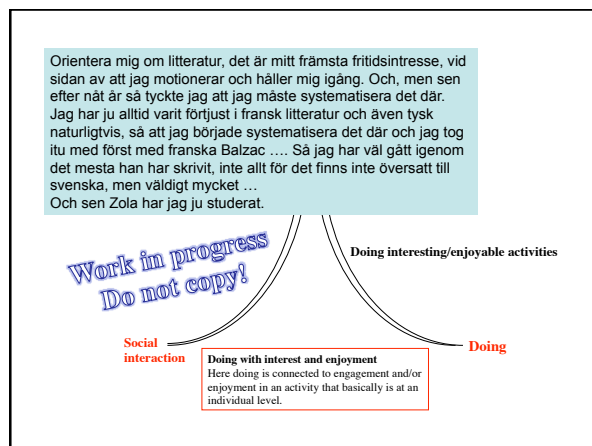 Orientera mig om litteratur, det är mitt främsta fritidsintresse, vid
sidan av att jag motionerar och håller mig igång. Och, men sen
efter nåt år så tyckte jag att jag måste systematisera det där.
Jag har ju alltid varit förtjust i fransk litteratur och även tysk
naturligtvis, så att jag började systematisera det där och jag tog
itu med först med franska Balzac …. Så jag har väl gått igenom
det mesta han har skrivit, inte allt för det finns inte översatt till
svenska, men väldigt mycket …
Och sen Zola har jag ju studerat.
Work in progress
Do not copy!
Doing interesting/enjoyable activities
Social
interaction
Doing
Doing with interest and enjoyment
Here doing is connected to engagement and/or
enjoyment in an activity that basically is at an
individual level.